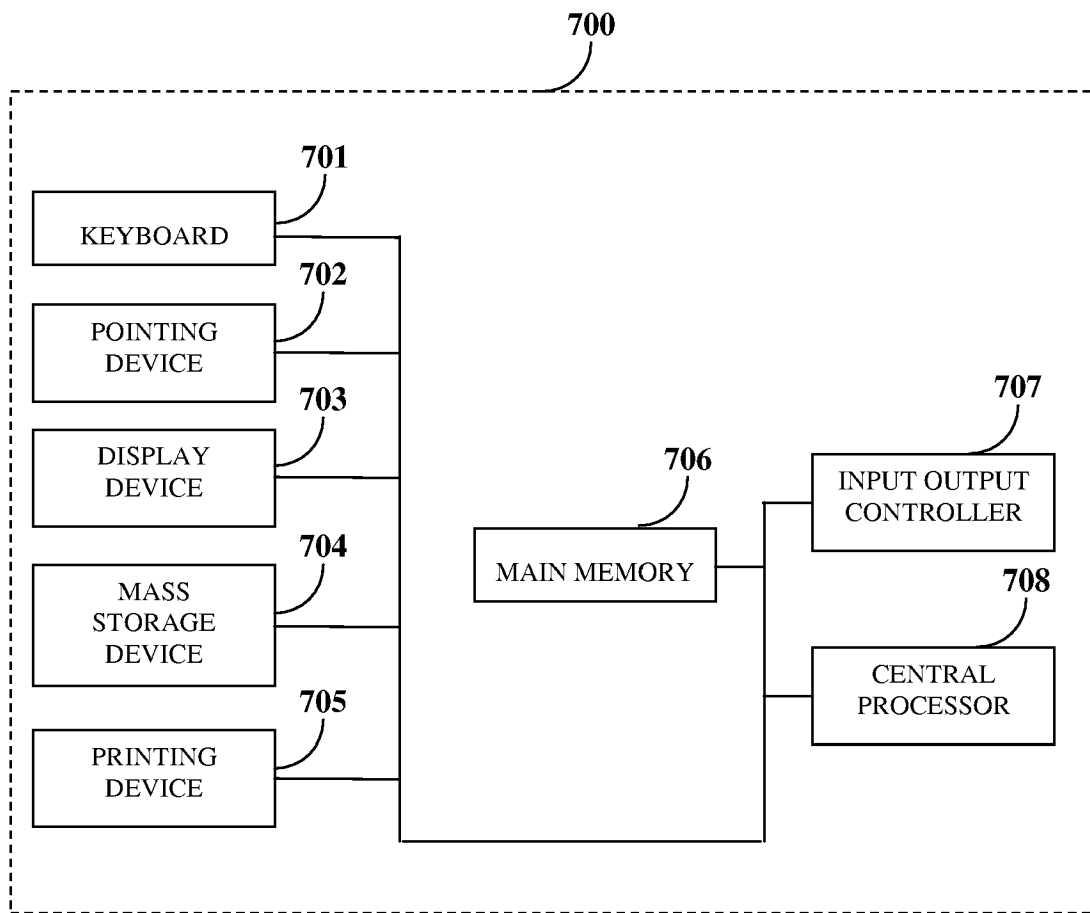 700
701
KEYBOARD
702
POINTING
DEVICE
703
DISPLAY
DEVICE
704
MASS
STORAGE
DEVICE
705
PRINTING
DEVICE
706
MAIN MEMORY
707
INPUT OUTPUT
CONTROLLER
708
CENTRAL
PROCESSOR